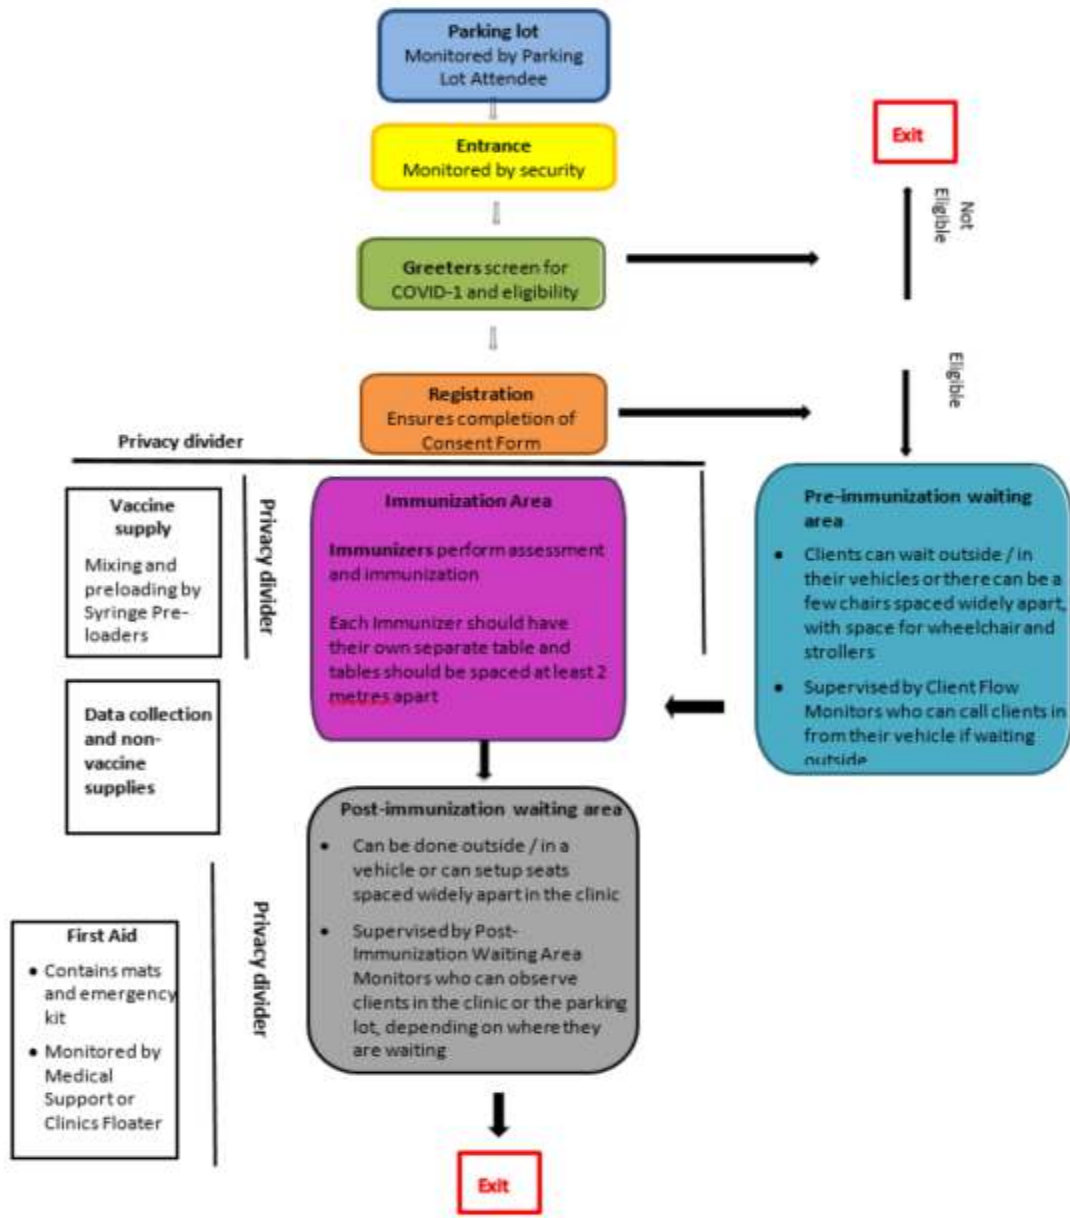 Parking lot
Monitored by Parking
Lot Attendee
Exit
Entrance
Monitored by security
Not
Eligible
Greeters screen for
COVID-1 and eligibility
Eligible
Registration
Ensures completion of
Consent Form
Privacy divider
Vaccine
supply
Mixing and
preloading by
Syringe Pre-
loaders
Privacy divider
Immunization Area
Immunizers perform assessment
and immunization
Each Immunizer should have
their own separate table and
tables should be spaced at least 2
metres apart
Pre-immunization waiting
area
• Clients can wait outside / in
their vehicles or there can be a
few chairs spaced widely apart,
with space for wheelchair and
strollers
• Supervised by Client Flow
Monitors who can call clients in
from their vehicle if waiting
outside
Data collection
and non-
vaccine
supplies
Post-immunization waiting area
• Can be done outside / in a
vehicle or can setup seats
spaced widely apart in the clinic
• Supervised by Post-
Immunization Waiting Area
Monitors who can observe
clients in the clinic or the parking
lot, depending on where they
are waiting
Privacy divider
First Aid
• Contains mats
and emergency
kit
• Monitored by
Medical
Support or
Clinics Floater
Exit